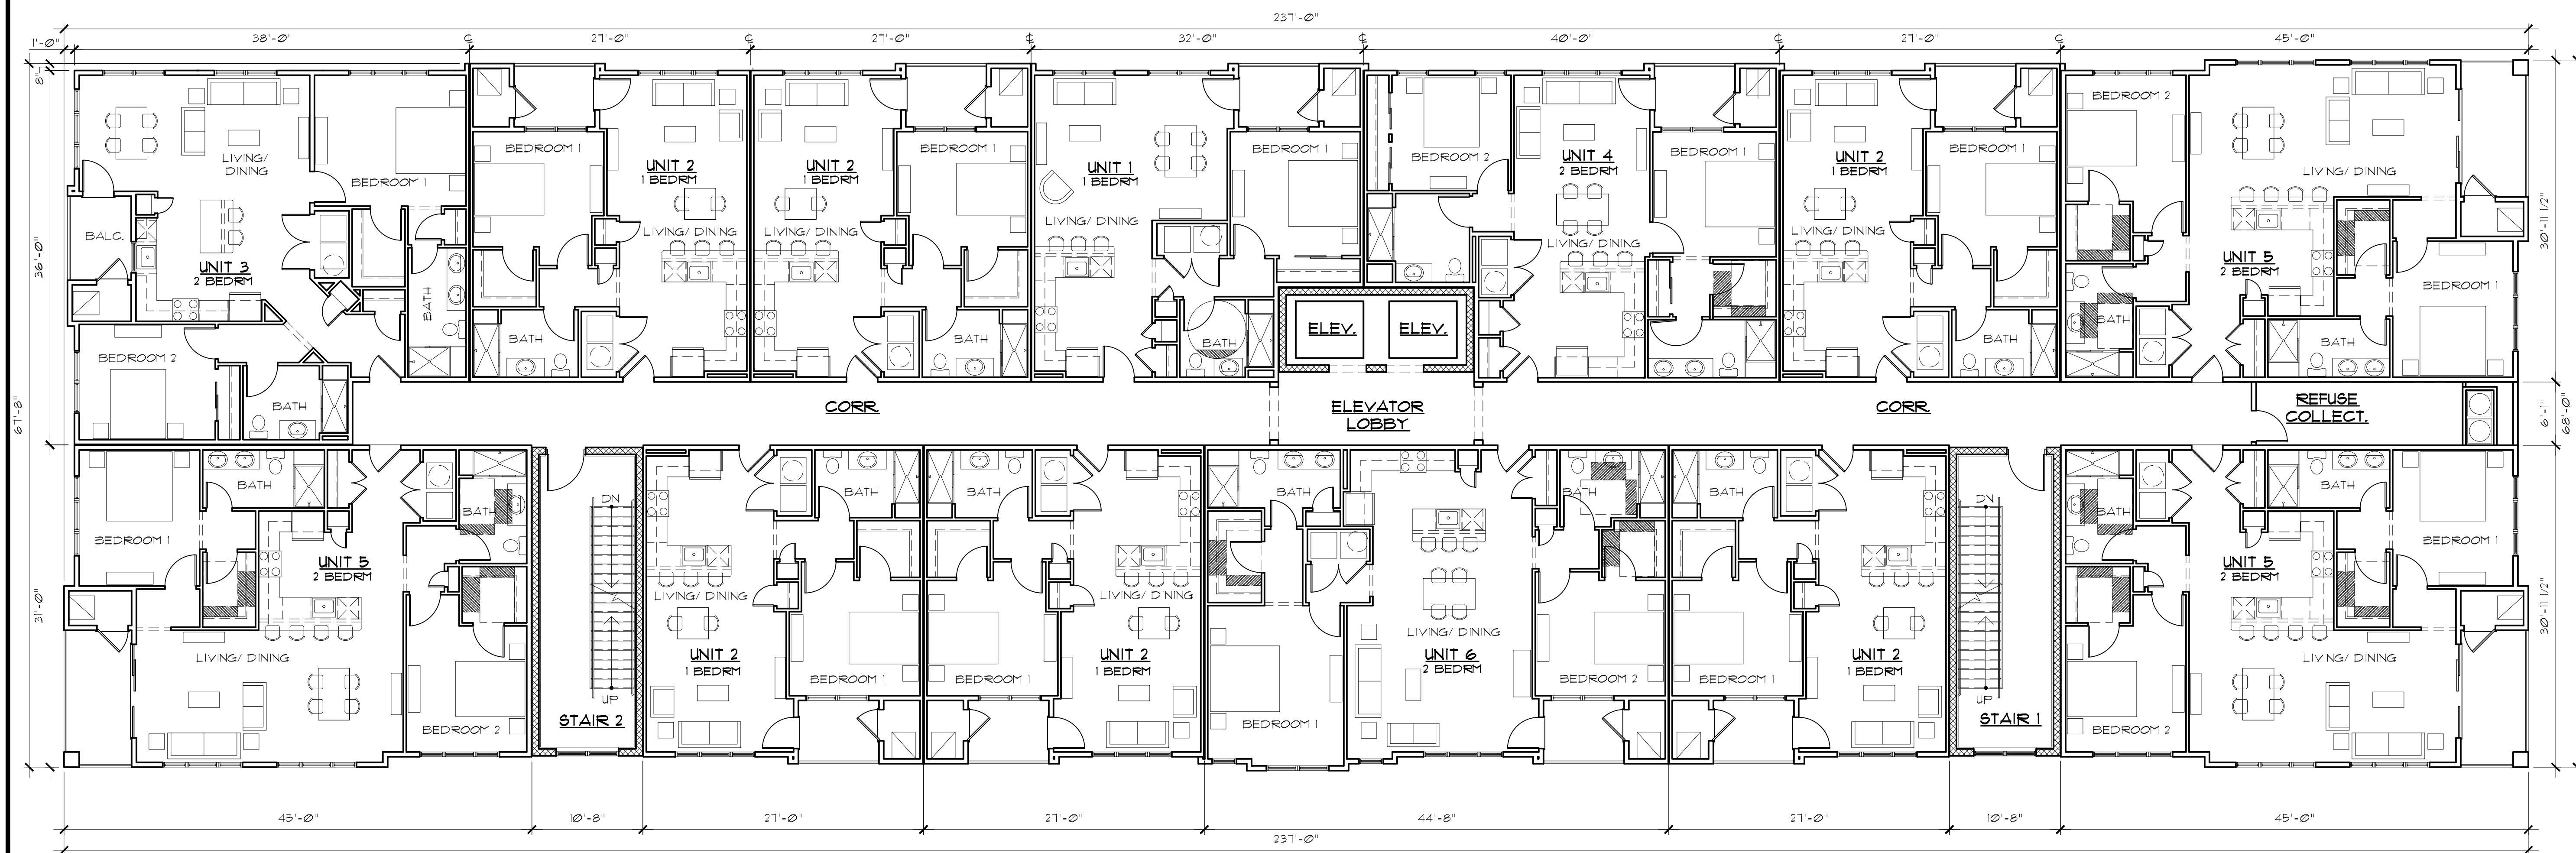 237'-0"
1'-0"
38'-0"
℄
27'-0"
℄
27'-0"
℄
32'-0"
℄
40'-0"
℄
27'-0"
℄
45'-0"
8"
36'-0"
67'-8"
31'-0"
LIVING/
DINING
BEDROOM 1
BALC.
UNIT 3
2 BEDRM
BATH
BEDROOM 2
BATH
BEDROOM 1
UNIT 2
1 BEDRM
LIVING/ DINING
BATH
UNIT 2
1 BEDRM
BEDROOM 1
LIVING/ DINING
BATH
UNIT 1
1 BEDRM
BEDROOM 1
LIVING/ DINING
BATH
ELEV.
ELEV.
BEDROOM 2
UNIT 4
2 BEDRM
BEDROOM 1
LIVING/ DINING
UNIT 2
1 BEDRM
BEDROOM 1
LIVING/ DINING
BATH
BEDROOM 2
LIVING/ DINING
UNIT 5
2 BEDRM
BEDROOM 1
BATH
BATH
30'-11 1/2"
6'-1"
68'-0"
30'-11 1/2"
CORR.
ELEVATOR
LOBBY
CORR.
REFUSE
COLLECT.
BATH
BATH
BEDROOM 1
UNIT 5
2 BEDRM
LIVING/ DINING
BEDROOM 2
DN
UP
STAIR 2
BATH
LIVING/ DINING
UNIT 2
1 BEDRM
BEDROOM 1
BATH
LIVING/ DINING
UNIT 2
1 BEDRM
BEDROOM 1
BATH
LIVING/ DINING
UNIT 6
2 BEDRM
BEDROOM 2
BEDROOM 1
BATH
BEDROOM 1
UNIT 2
1 BEDRM
DN
UP
STAIR 1
BATH
BATH
BEDROOM 1
UNIT 5
2 BEDRM
LIVING/ DINING
BEDROOM 2
45'-0"
10'-8"
27'-0"
27'-0"
44'-8"
27'-0"
10'-8"
45'-0"
237'-0"